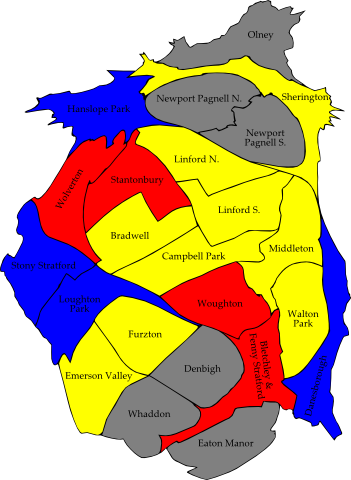 Olney
Hanslope Park
Newport Pagnell N.
Sherington
Newport
Pagnell S.
Linford N.
Wolverton
Stantonbury
Linford S.
Bradwell
Middleton
Campbell Park
Stony Stratford
Loughton
Park
Woughton
Walton
Park
Furzton
Bletchley &
Fenny Stratford
Danesborough
Denbigh
Emerson Valley
Whaddon
Eaton Manor